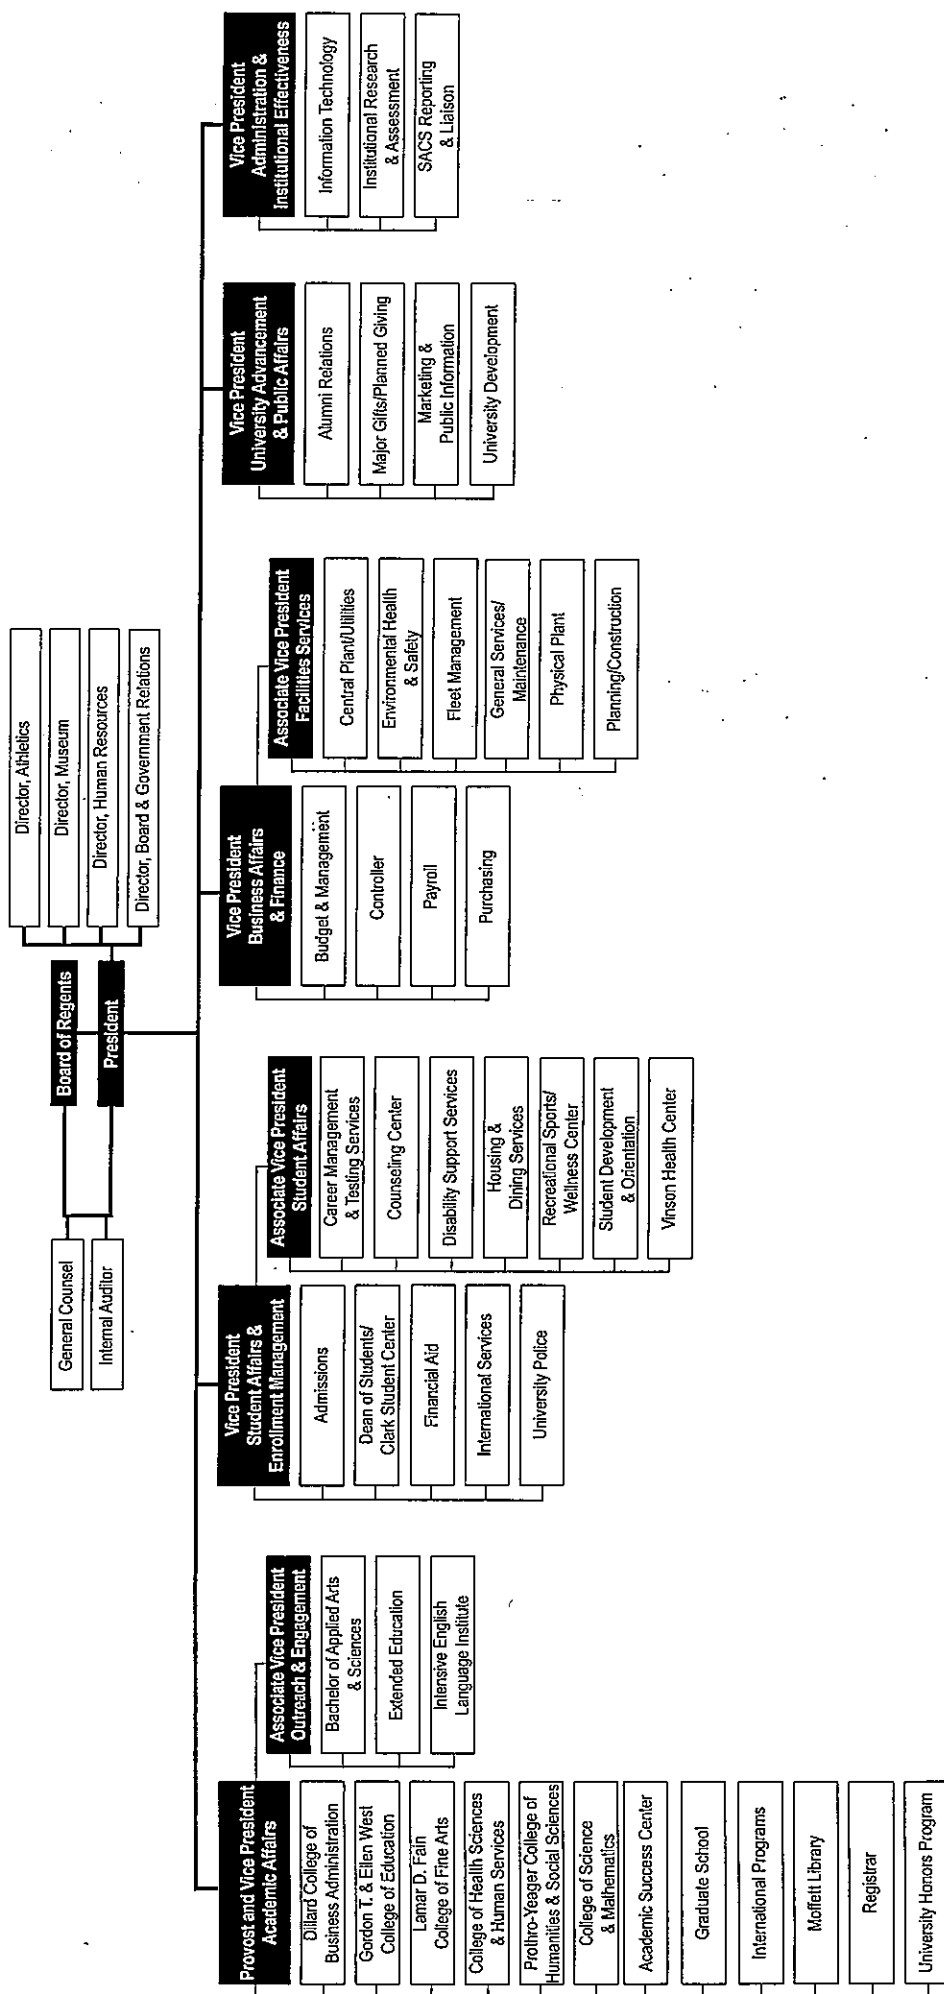 Board of Regents
President
General Counsel
Internal Auditor
Director, Athletics
Director, Museum
Director, Human Resources
Director, Board & Government Relations
Provost and Vice President
Academic Affairs
Dillard College of
Business Administration
Gordon T. & Ellen West
College of Education
Lamar D. Fain
College of Fine Arts
College of Health Sciences
& Human Services
Prothro-Yeager College of
Humanities & Social Sciences
College of Science
& Mathematics
Academic Success Center
Graduate School
International Programs
Moffett Library
Registrar
University Honors Program
Associate Vice President
Outreach & Engagement
Bachelor of Applied Arts
& Sciences
Extended Education
Intensive English
Language Institute
Vice President
Student Affairs &
Enrollment Management
Admissions
Dean of Students/
Clark Student Center
Financial Aid
International Services
University Police
Associate Vice President
Student Affairs
Career Management
& Testing Services
Counseling Center
Disability Support Services
Housing &
Dining Services
Recreational Sports/
Wellness Center
Student Development
& Orientation
Vinson Health Center
Vice President
Business Affairs
& Finance
Budget & Management
Controller
Payroll
Purchasing
Associate Vice President
Facilities Services
Central Plant/Utilities
Environmental Health
& Safety
Fleet Management
General Services/
Maintenance
Physical Plant
Planning/Construction
Vice President
University Advancement
& Public Affairs
Alumni Relations
Major Gifts/Planned Giving
Marketing &
Public Information
University Development
Vice President
Administration &
Institutional Effectiveness
Information Technology
Institutional Research
& Assessment
SACS Reporting
& Liaison